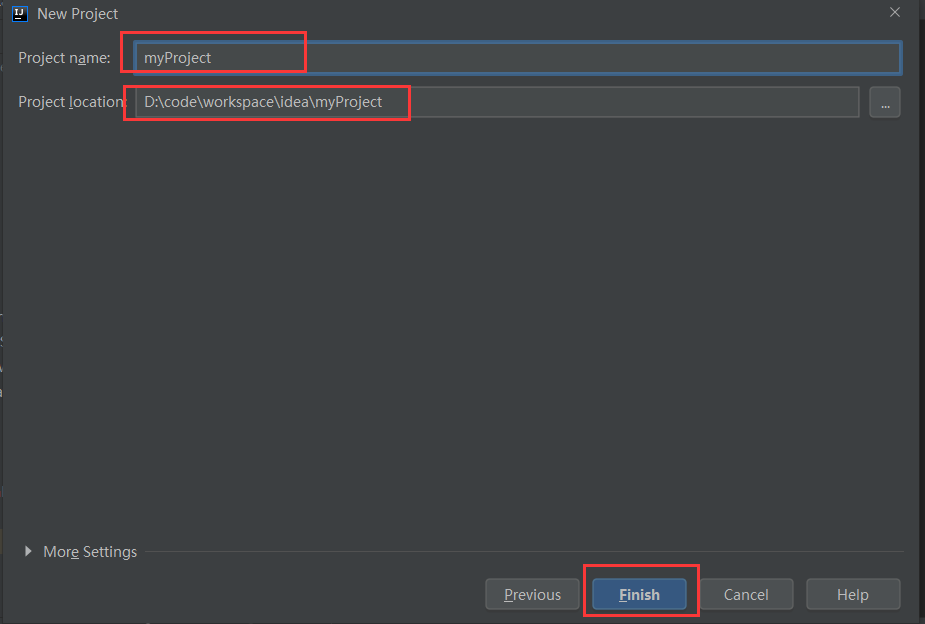 IJ New Project
Project name: myProject
Project location: D:\code\workspace\idea\myProject ...
More Settings
Previous Finish Cancel Help